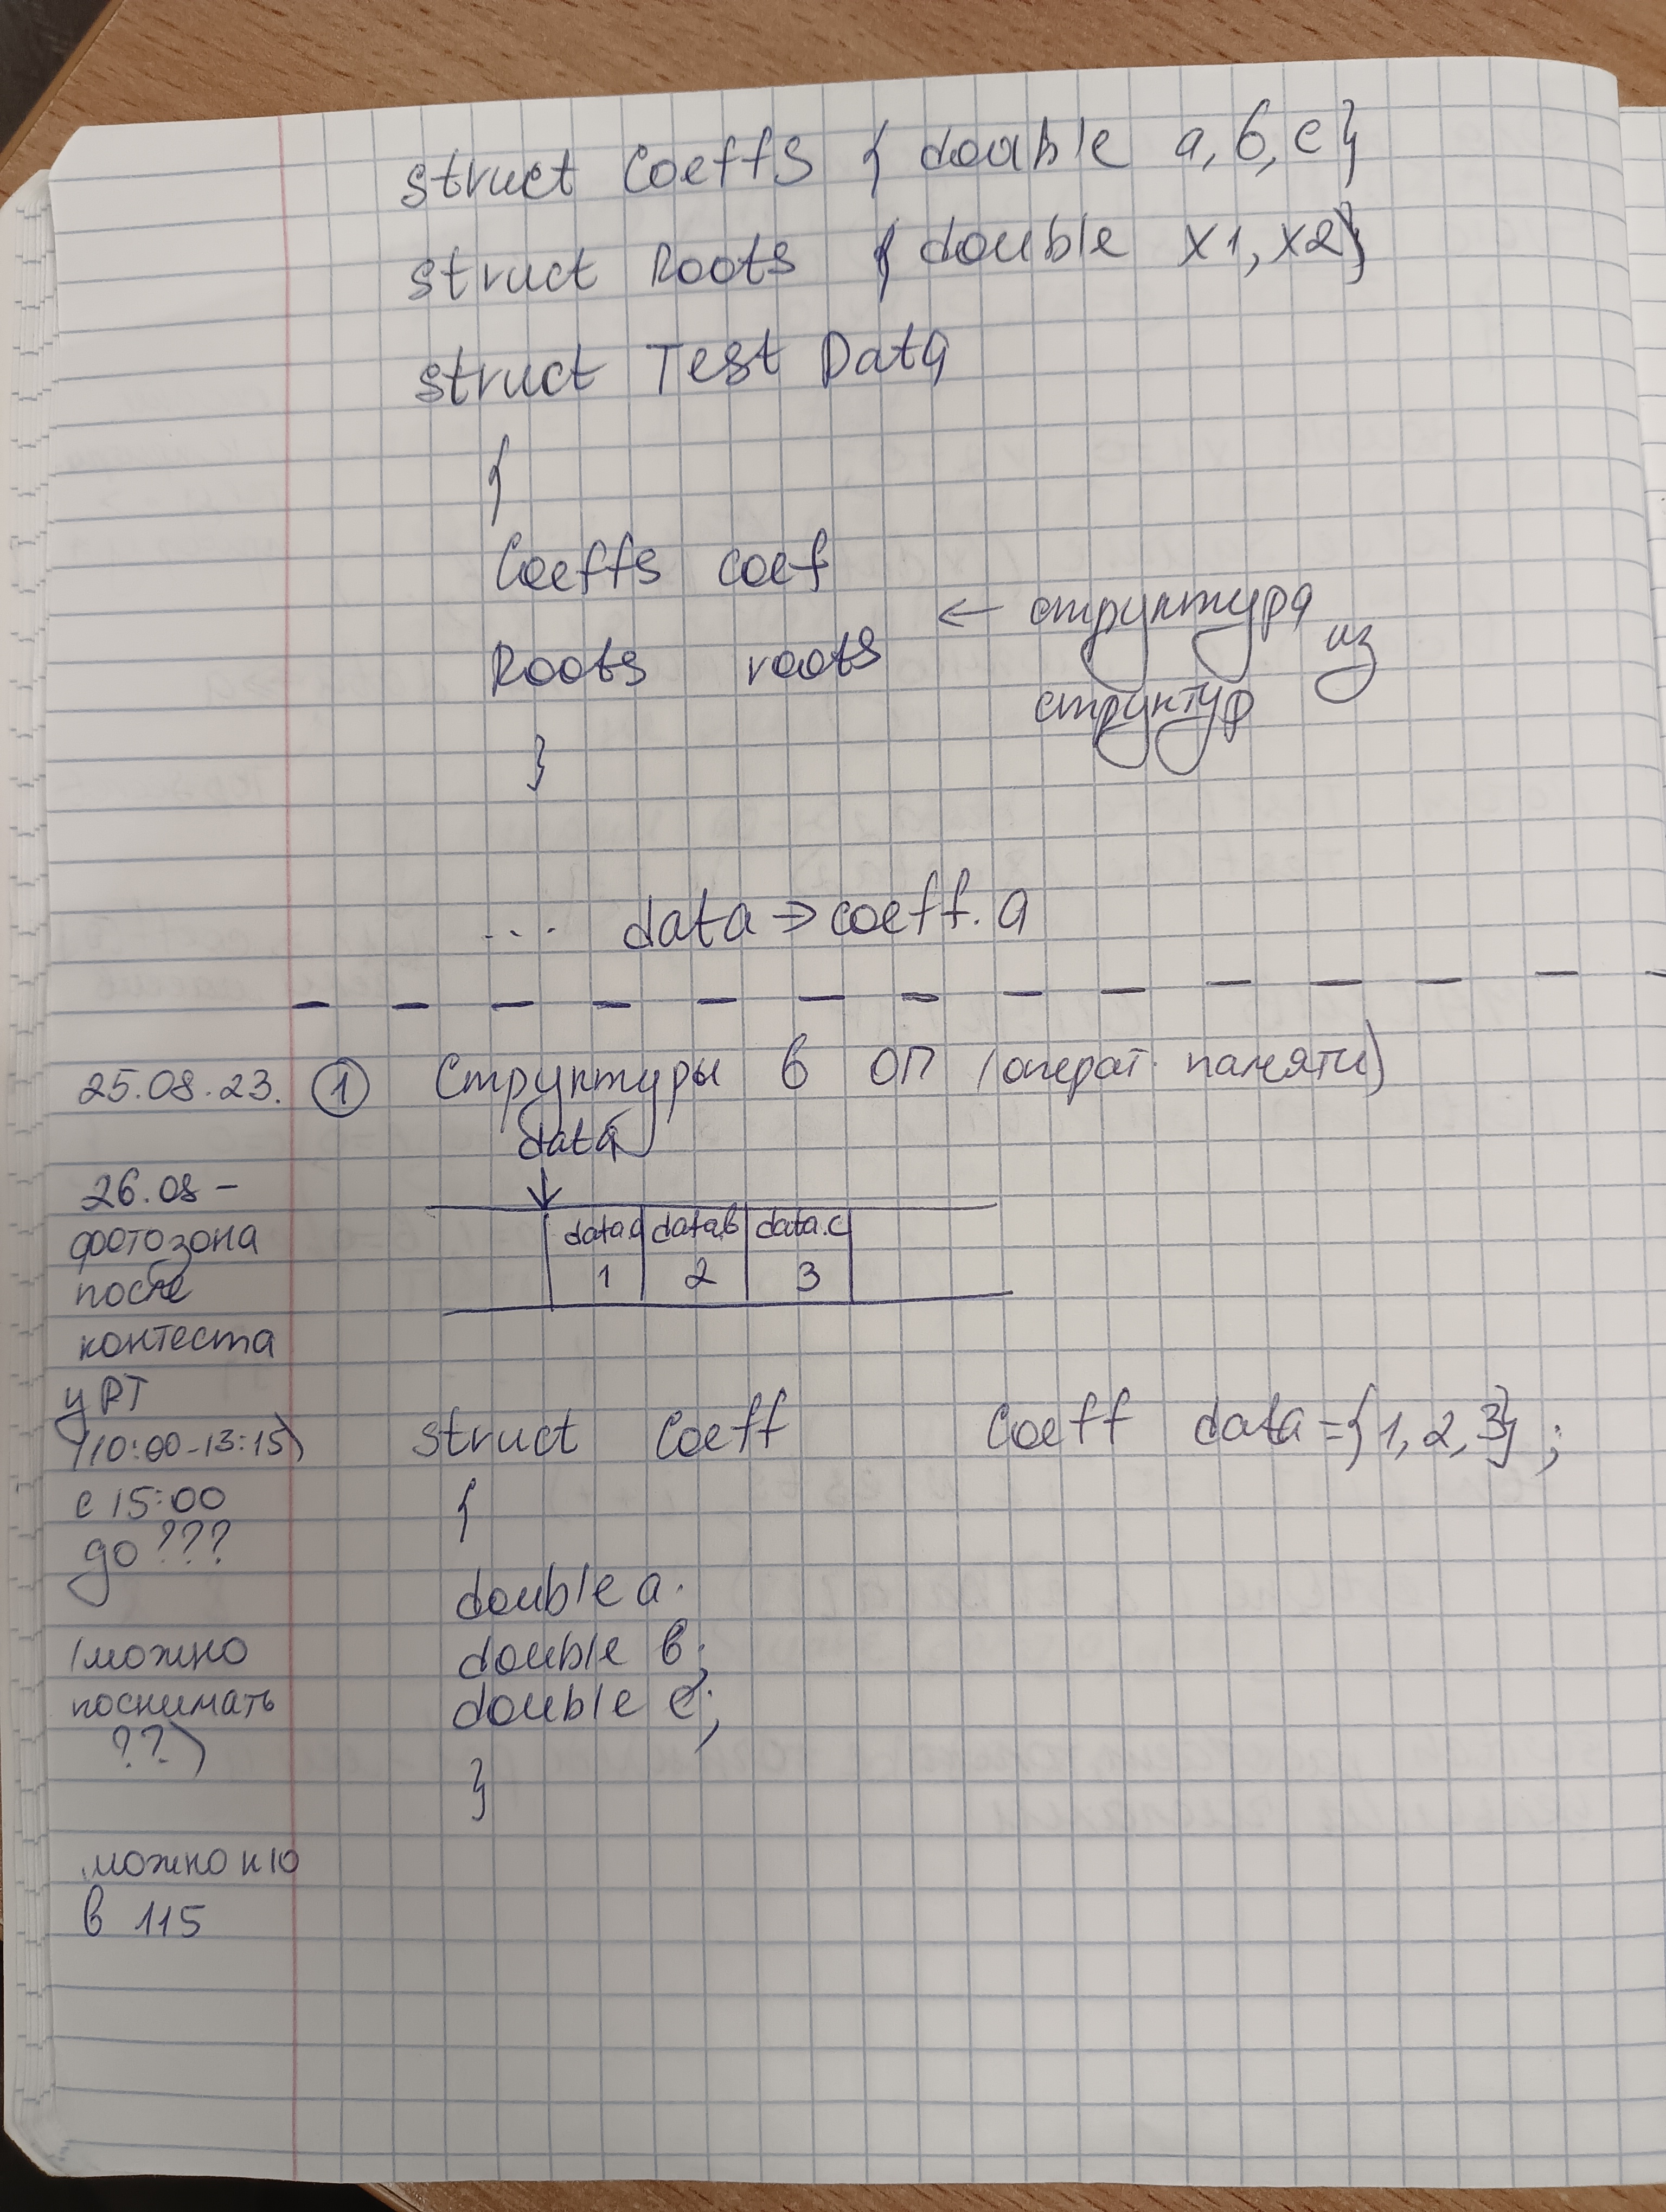 struct Coeffs { double a, b, c }
struct Roots { double x1, x2 }
struct Test Data
{
Coeffs coef
Roots roots
← структура из
структур
}
... data → coeff. a
25.08.23. ① Структуры в ОП (операт. памяти)
data
data.a data.b data.c
1 2 3
26.08 -
фотозона
после
контеста
у РТ
(10:00-13:15)
с 15:00
до ???
(можно
поснимать
??)
можно к 10
в 115
struct Coeff Coeff data = {1, 2, 3};
{
double a.
double b;
double c;
}